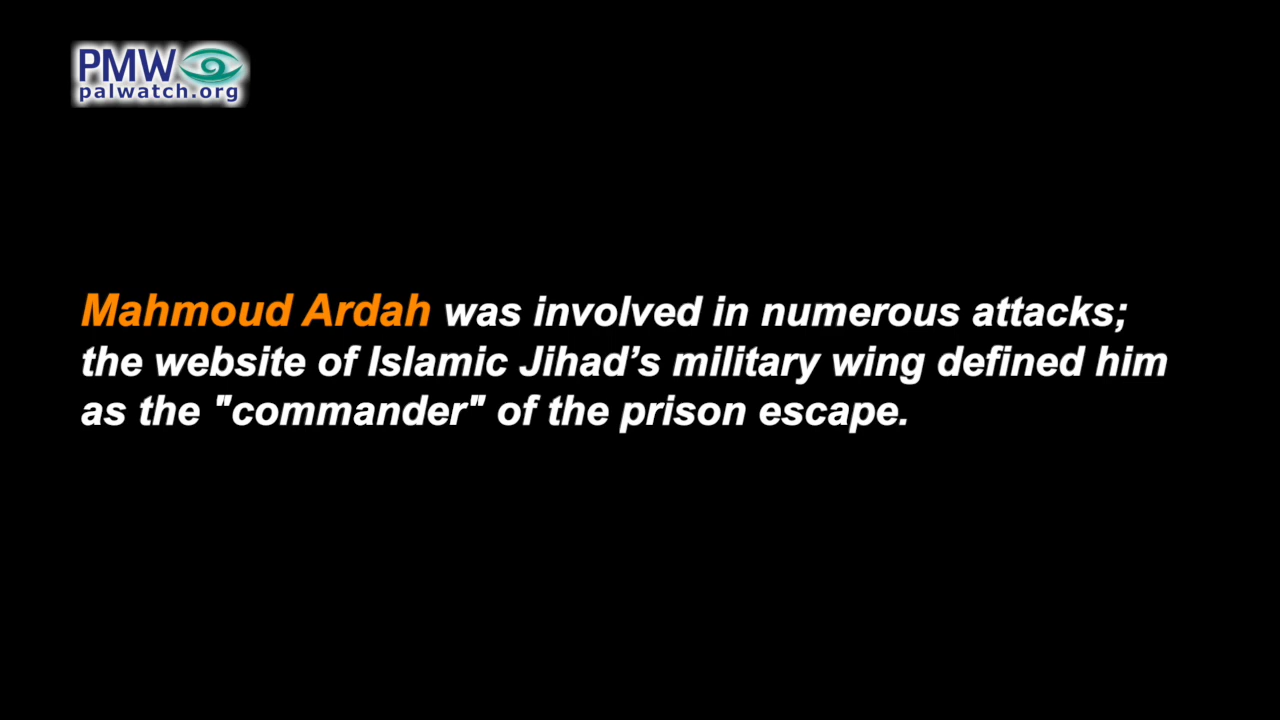 PMW
palwatch.org
Mahmoud Ardah was involved in numerous attacks;
the website of Islamic Jihad’s military wing defined him
as the "commander" of the prison escape.